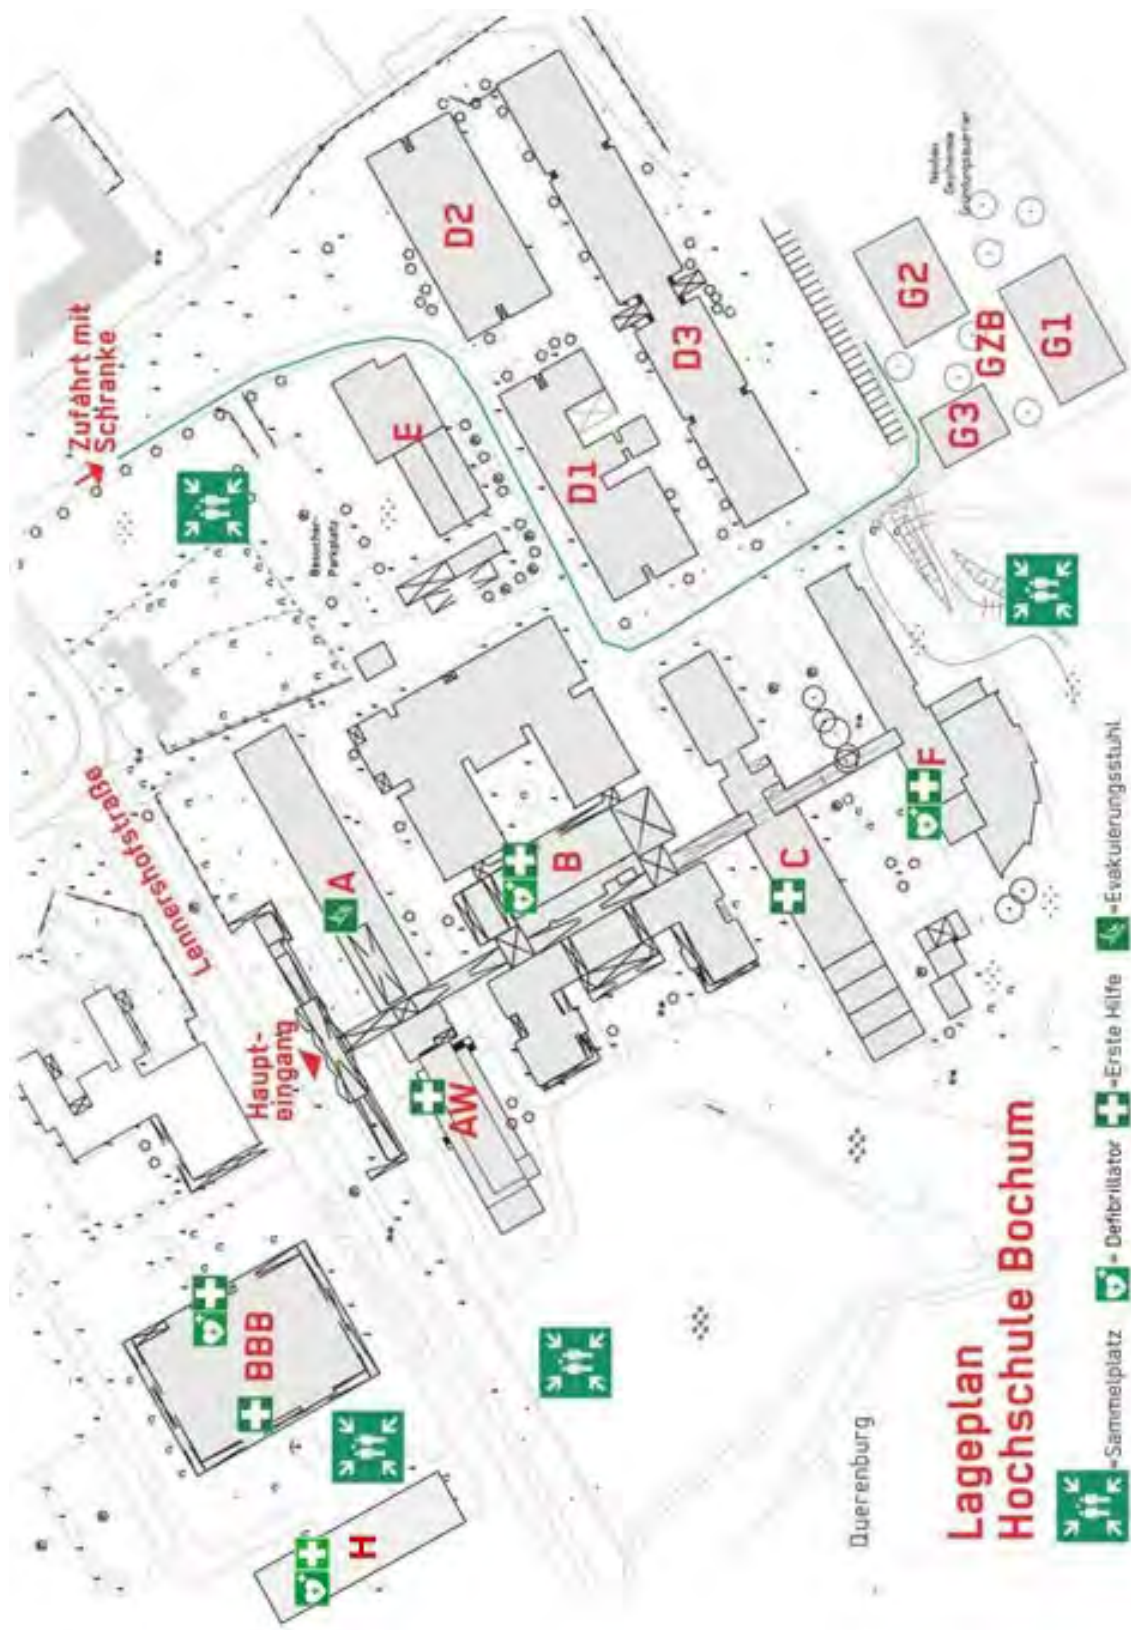 Zufahrt mit
Schranke
Lennershofstraße
Besucher-
Parkplatz
Haupt-
eingang
D2
D3
D1
E
G2
GZB
G1
G3
A
B
C
F
AW
BBB
H
Querenburg
Lageplan
Hochschule Bochum
=Sammelplatz
= Defibrillator
=Erste Hilfe
=Evakuierungsstuhl